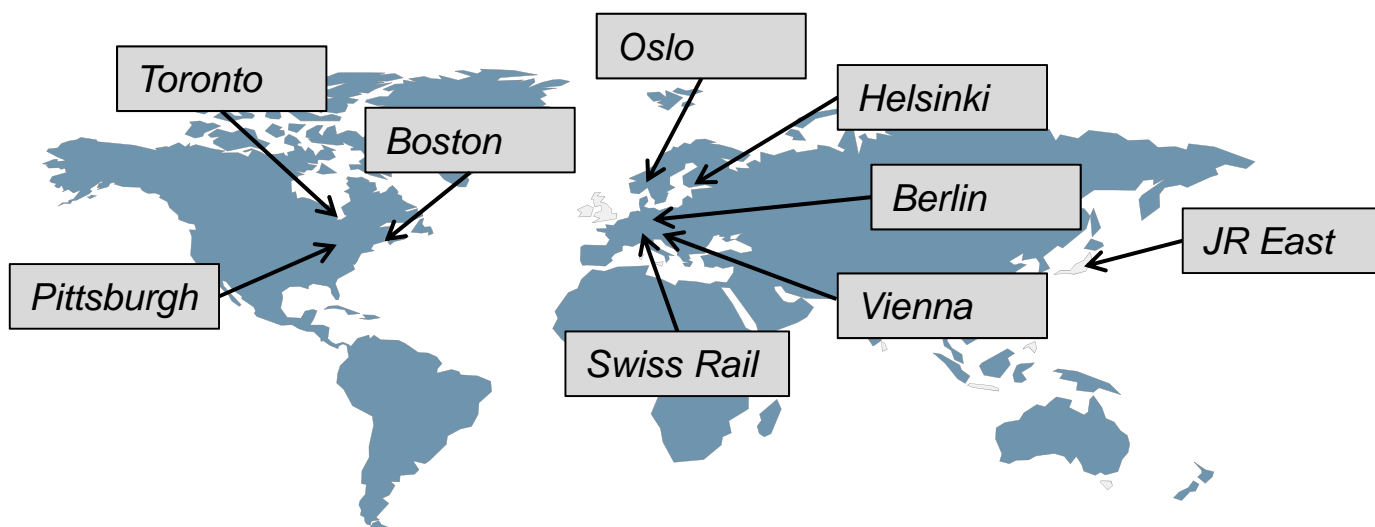 Oslo
Toronto
Helsinki
Boston
Berlin
JR East
Pittsburgh
Vienna
Swiss Rail